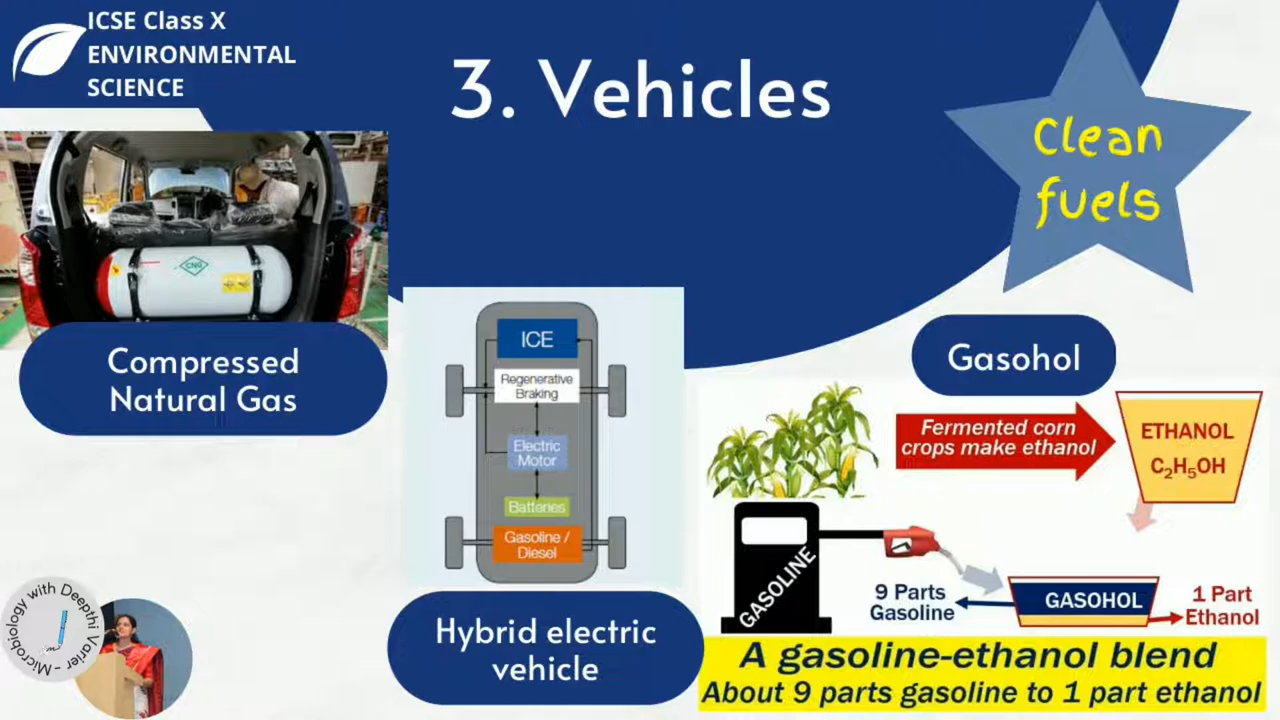 ICSE Class X
ENVIRONMENTAL
SCIENCE
3. Vehicles
Clean
fuels
CNG
Compressed
Natural Gas
ICE
Regenerative
Braking
Electric
Motor
Batteries
Gasoline /
Diesel
Hybrid electric
vehicle
Gasohol
Fermented corn
crops make ethanol
ETHANOL
C₂H₅OH
GASOLINE
9 Parts
Gasoline
GASOHOL
1 Part
Ethanol
A gasoline-ethanol blend
About 9 parts gasoline to 1 part ethanol
Microbiology with Deepthi Varier -